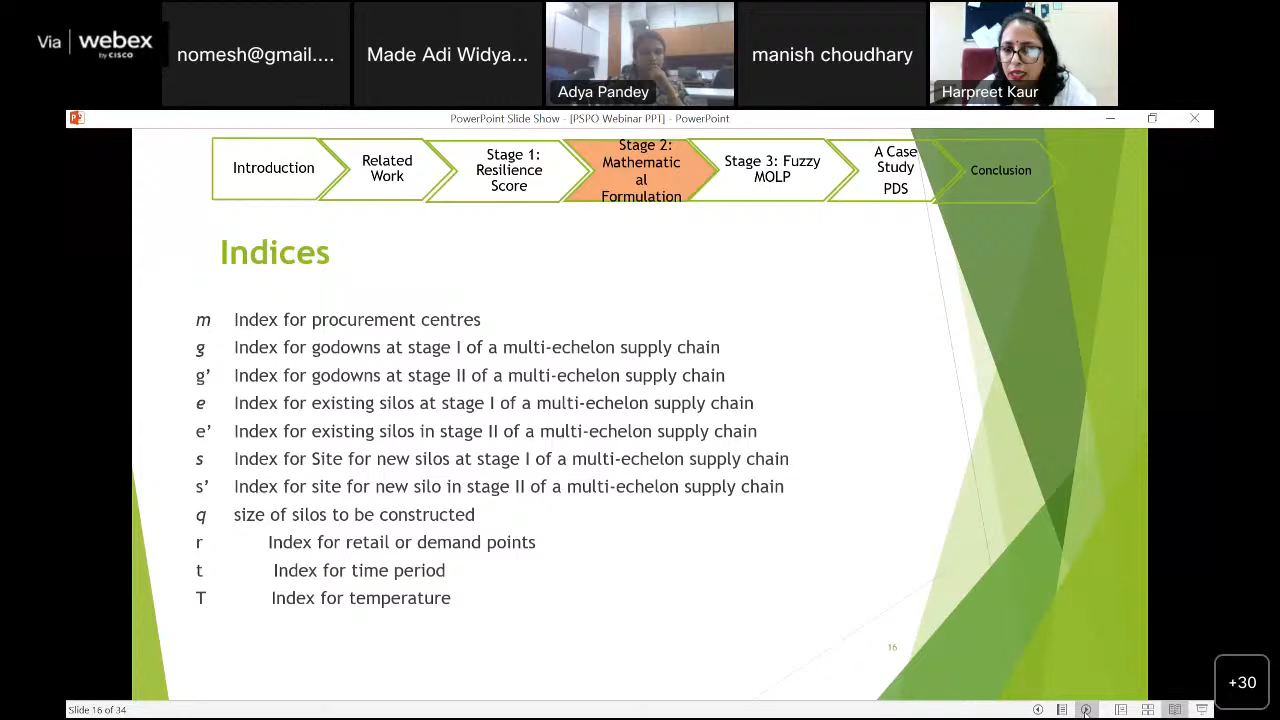 Via webex
by CISCO
nomesh@gmail....
Made Adi Widya...
Adya Pandey
manish choudhary
Harpreet Kaur
PowerPoint Slide Show - [PSPO Webinar PPT] - PowerPoint
Introduction
Related
Work
Stage 1:
Resilience
Score
Stage 2:
Mathematic
al
Formulation
Stage 3: Fuzzy
MOLP
A Case
Study
PDS
Conclusion
Indices
m Index for procurement centres
g Index for godowns at stage I of a multi-echelon supply chain
g’ Index for godowns at stage II of a multi-echelon supply chain
e Index for existing silos at stage I of a multi-echelon supply chain
e’ Index for existing silos in stage II of a multi-echelon supply chain
s Index for Site for new silos at stage I of a multi-echelon supply chain
s’ Index for site for new silo in stage II of a multi-echelon supply chain
q size of silos to be constructed
r Index for retail or demand points
t Index for time period
T Index for temperature
16
Slide 16 of 34
+30